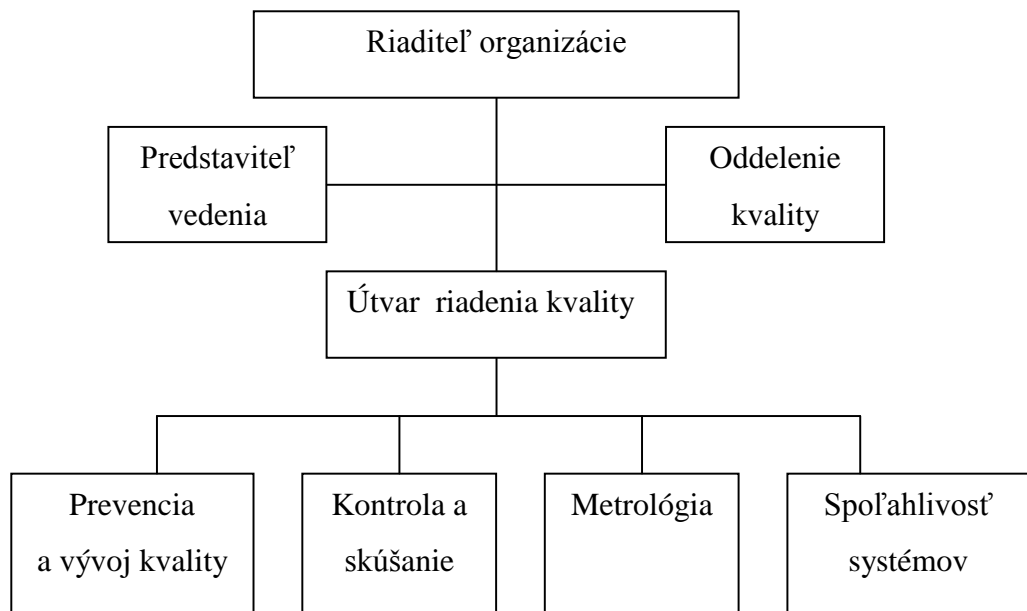 Riaditeľ organizácie
Predstaviteľ
vedenia
Oddelenie
kvality
Útvar riadenia kvality
Prevencia
a vývoj kvality
Kontrola a
skúšanie
Metrológia
Spoľahlivosť
systémov